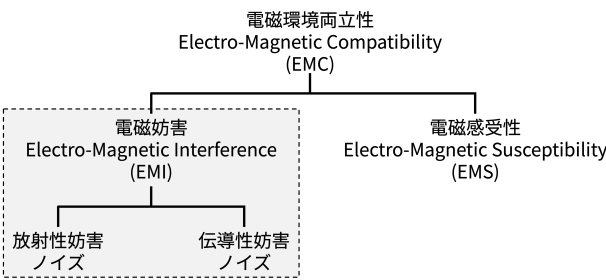 電磁環境両立性
Electro-Magnetic Compatibility
(EMC)
電磁妨害
Electro-Magnetic Interference
(EMI)
電磁感受性
Electro-Magnetic Susceptibility
(EMS)
放射性妨害
ノイズ
伝導性妨害
ノイズ